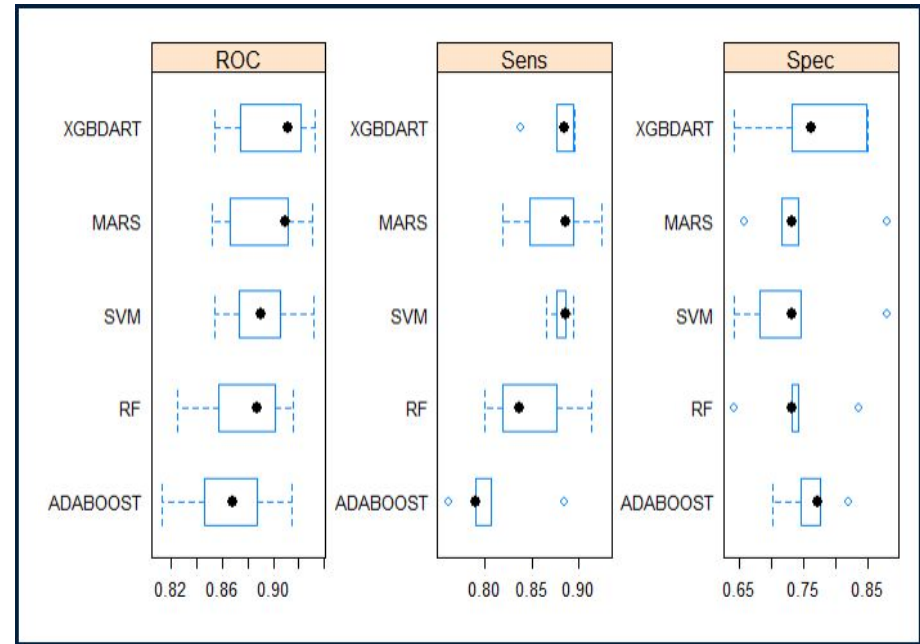 ROC Sens Spec
XGBDART XGBDART XGBDART
MARS MARS MARS
SVM SVM SVM
RF RF RF
ADABOOST ADABOOST ADABOOST
0.82 0.86 0.90 0.80 0.85 0.90 0.65 0.75 0.85